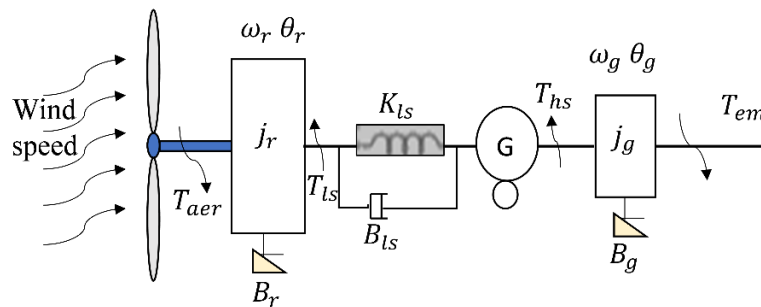 ω_r θ_r
ω_g θ_g
Wind
speed
K_ls
T_hs
T_em
j_r
G
j_g
T_aer
T_ls
B_ls
B_r
B_g